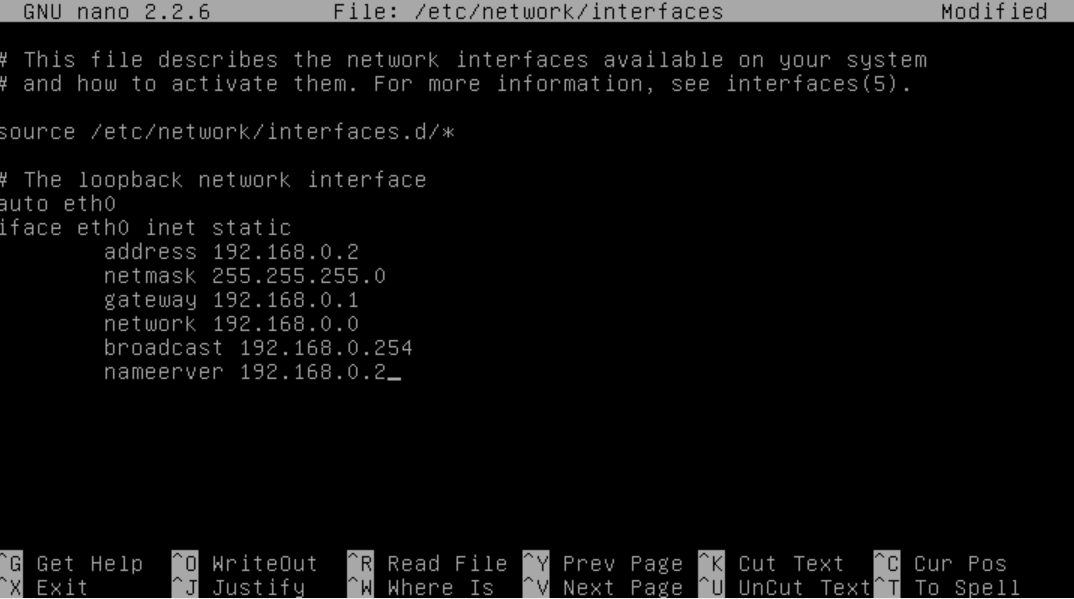 GNU nano 2.2.6 File: /etc/network/interfaces Modified
# This file describes the network interfaces available on your system
# and how to activate them. For more information, see interfaces(5).
source /etc/network/interfaces.d/*
# The loopback network interface
auto eth0
iface eth0 inet static
address 192.168.0.2
netmask 255.255.255.0
gateway 192.168.0.1
network 192.168.0.0
broadcast 192.168.0.254
nameerver 192.168.0.2_
^G Get Help ^O WriteOut ^R Read File ^Y Prev Page ^K Cut Text ^C Cur Pos
^X Exit ^J Justify ^W Where Is ^V Next Page ^U UnCut Text ^T To Spell